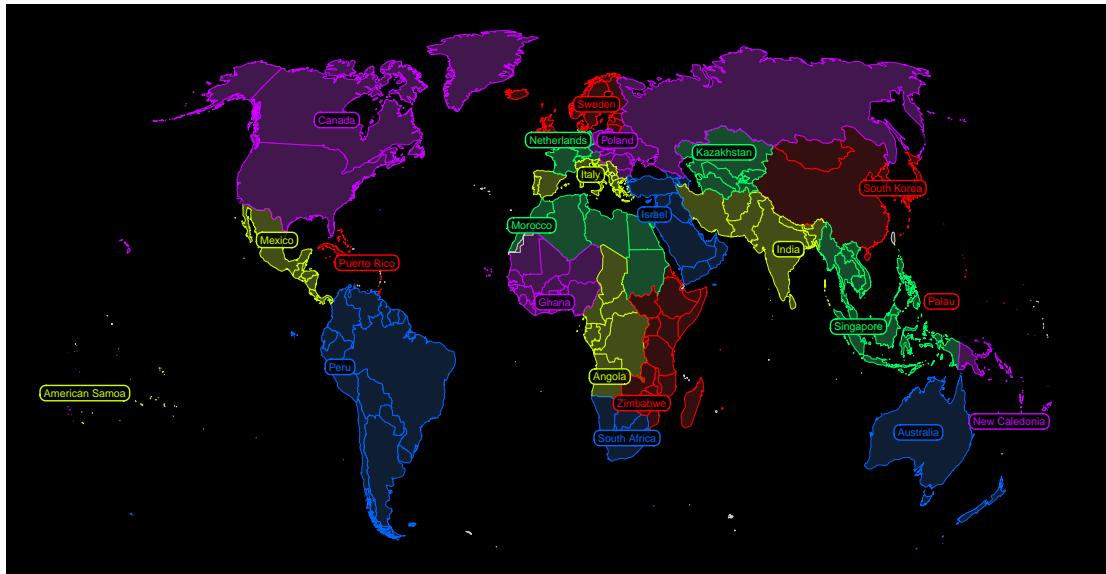 Sweden
Canada
Netherlands
Poland
Kazakhstan
Italy
South Korea
Israel
Morocco
Mexico
India
Puerto Rico
Ghana
Palau
Singapore
Peru
Angola
American Samoa
Zimbabwe
New Caledonia
Australia
South Africa